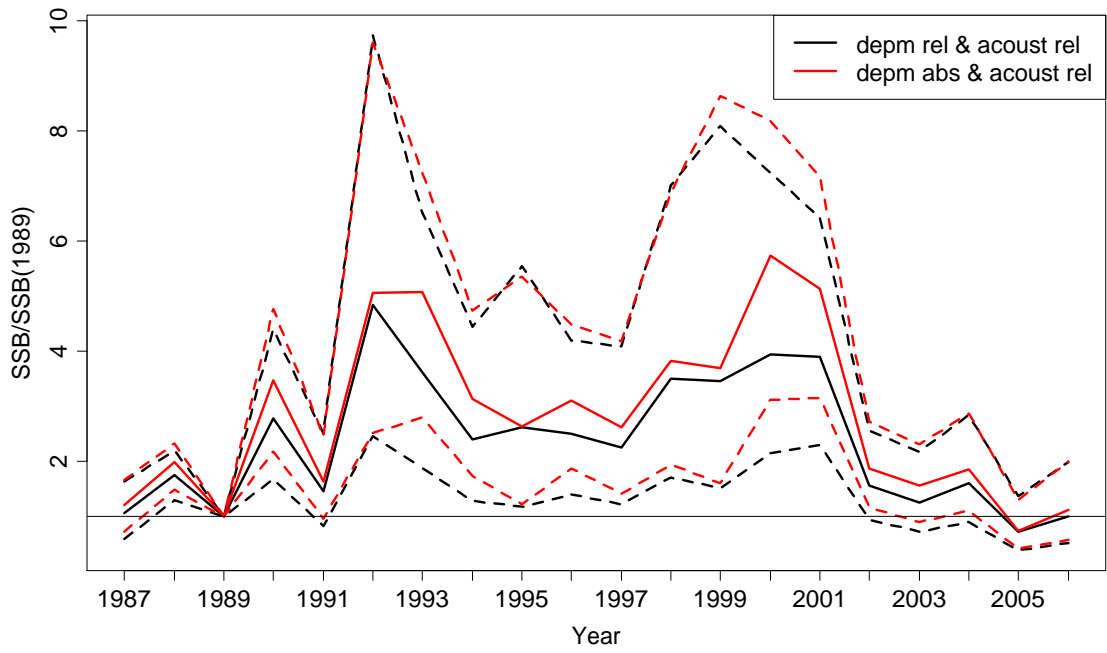 depm rel & acoust rel
depm abs & acoust rel
SSB/SSB(1989)
10
8
6
4
2
1987 1989 1991 1993 1995 1997 1999 2001 2003 2005
Year